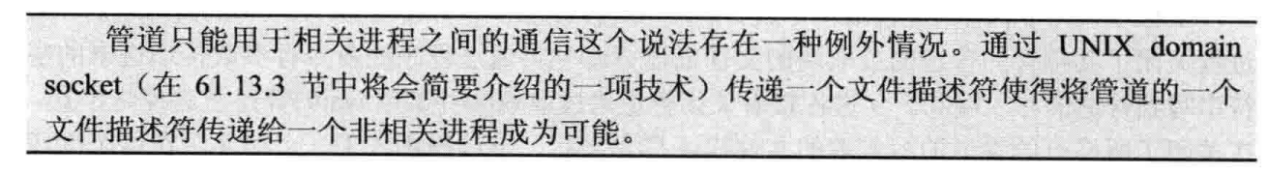 管道只能用于相关进程之间的通信这个说法存在一种例外情况。通过 UNIX domain
socket（在 61.13.3 节中将会简要介绍的一项技术）传递一个文件描述符使得将管道的一个
文件描述符传递给一个非相关进程成为可能。